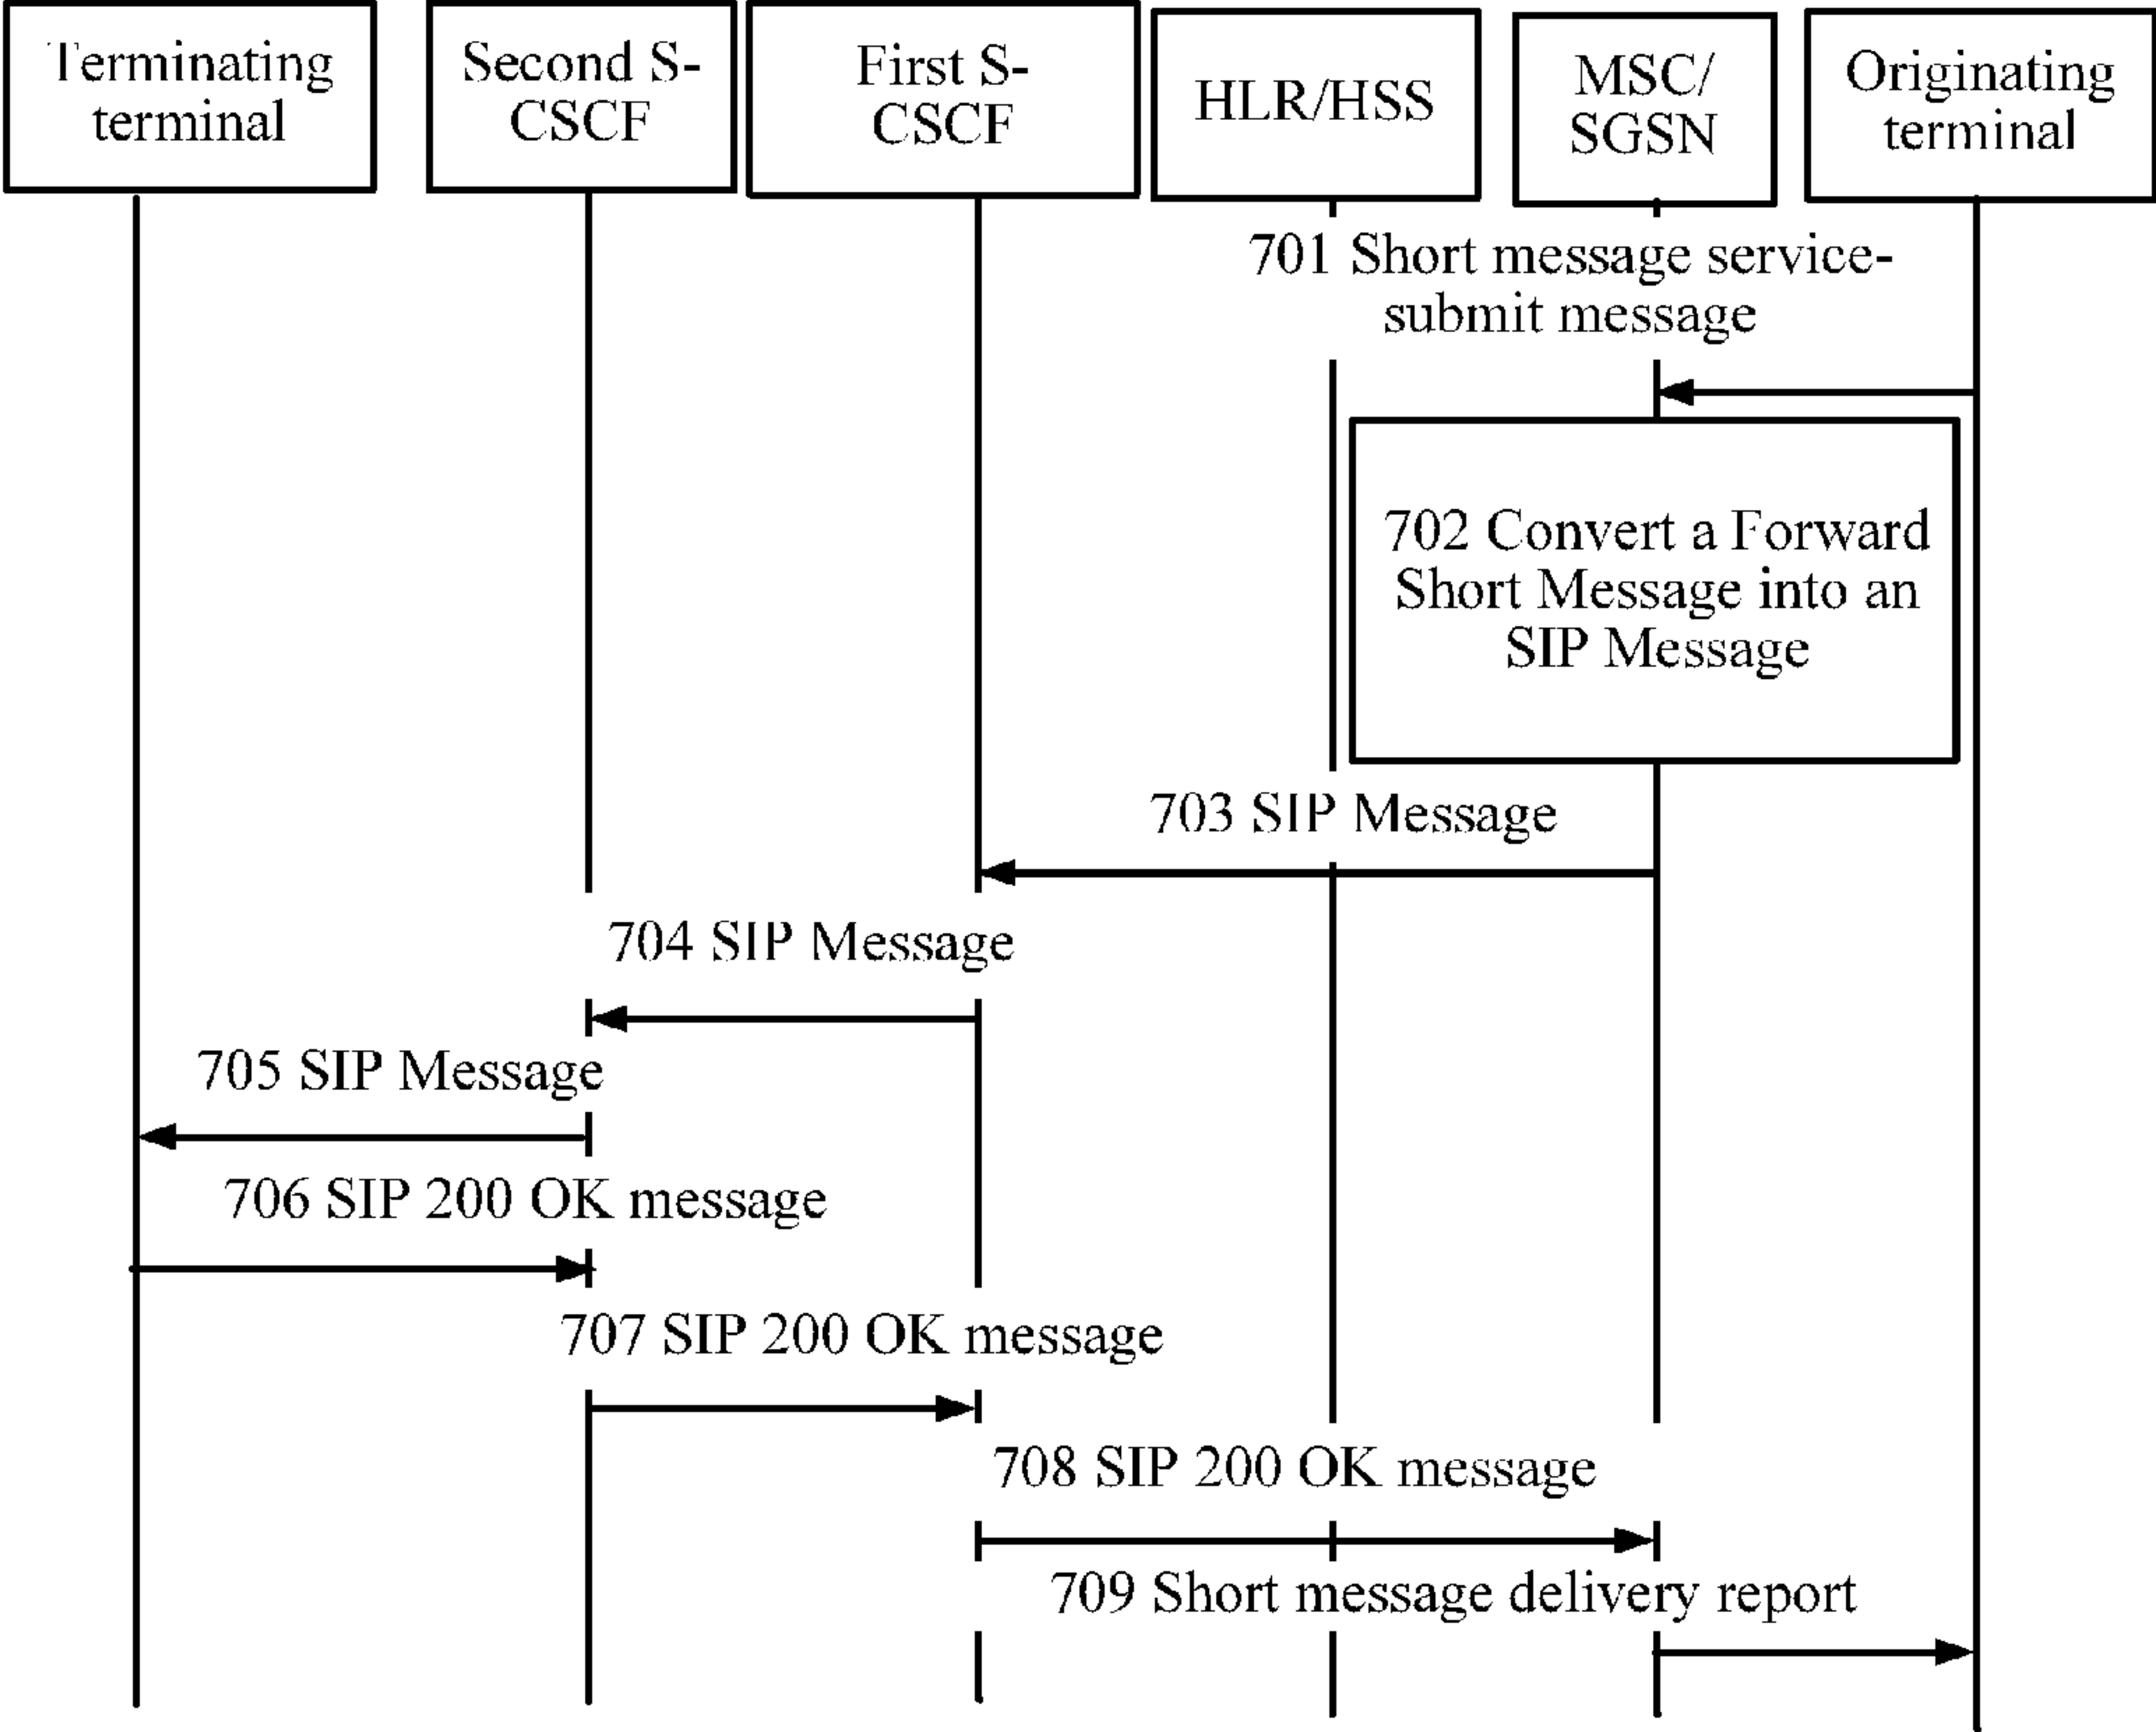 Terminating
terminal
Second S-
CSCF
First S-
CSCF
HLR/HSS
MSC/
SGSN
Originating
terminal
701 Short message service-
submit message
702 Convert a Forward
Short Message into an
SIP Message
703 SIP Message
704 SIP Message
705 SIP Message
706 SIP 200 OK message
707 SIP 200 OK message
708 SIP 200 OK message
709 Short message delivery report